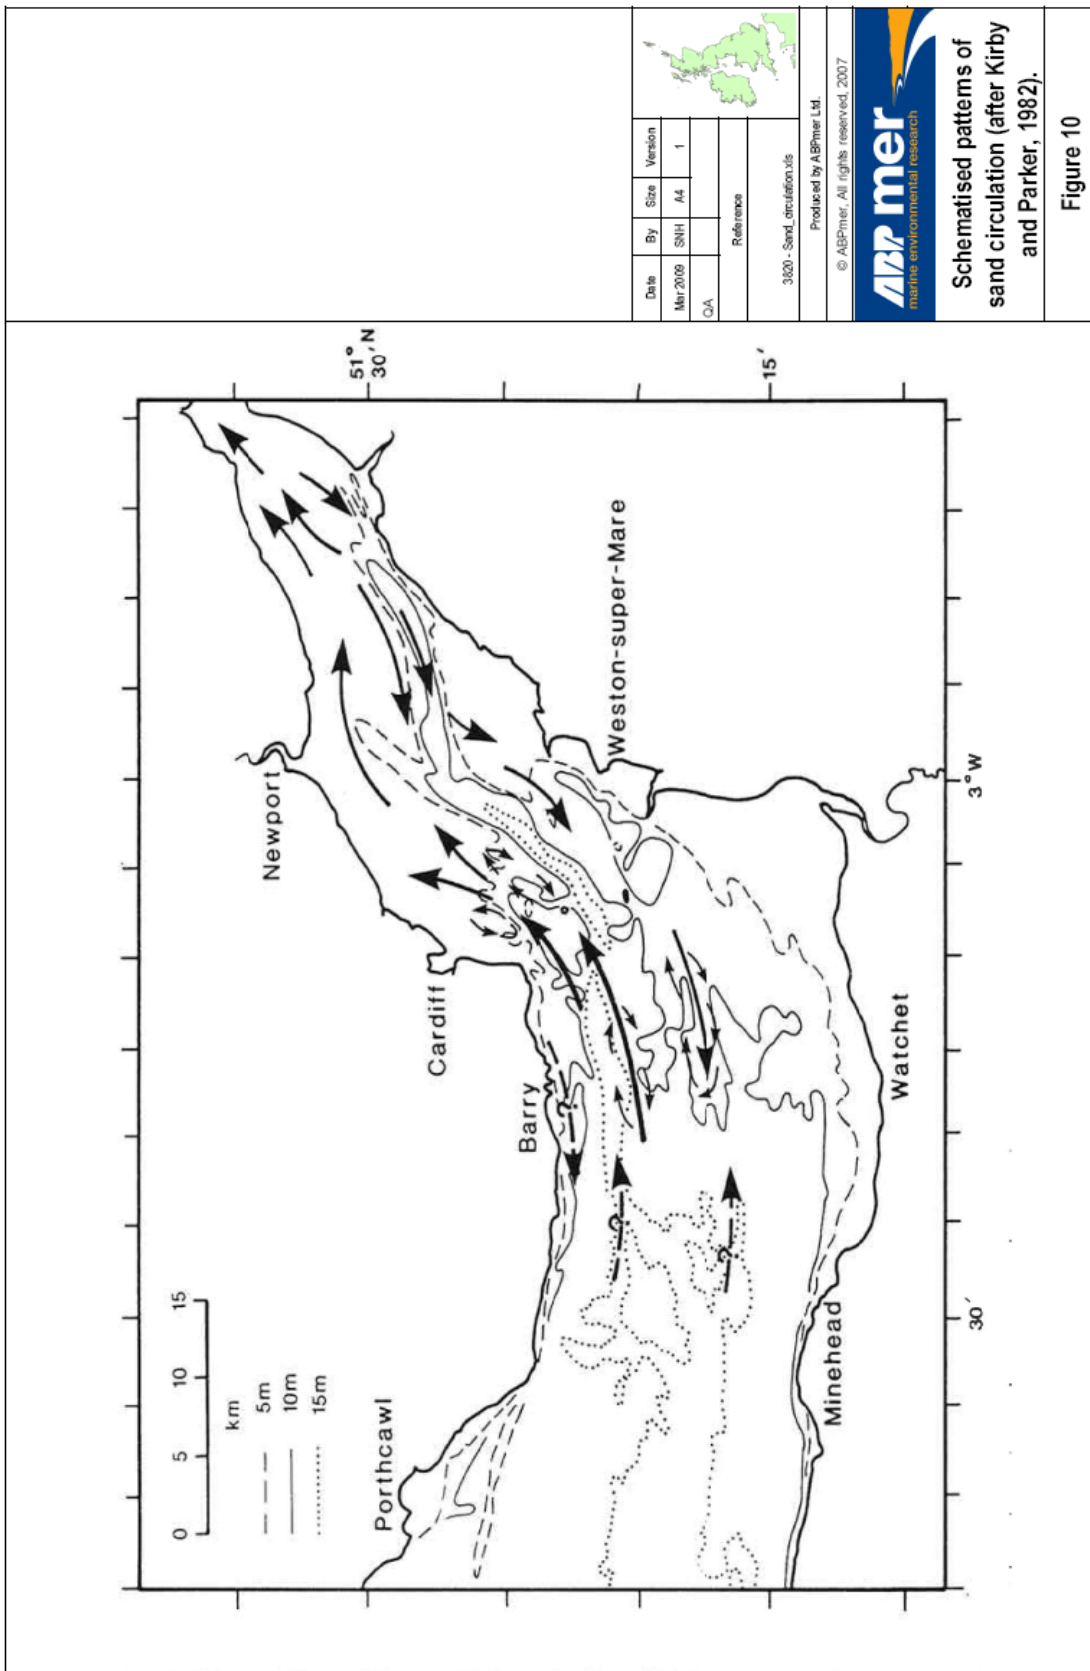 Porthcawl
Barry
Cardiff
Newport
Weston-super-Mare
Watchet
Minehead
0 5 10 15
km
5m
10m
15m
?
?
?
51°
30′N
15′
30′
3°W
Date By Size Version
Mar 2009 SNH A4 1
QA
Reference
3820 - Sand_circulation.xls
Produced by ABPmer Ltd.
© ABPmer, All rights reserved, 2007
ABP mer
marine environmental research
Schematised patterns of
sand circulation (after Kirby
and Parker, 1982).
Figure 10